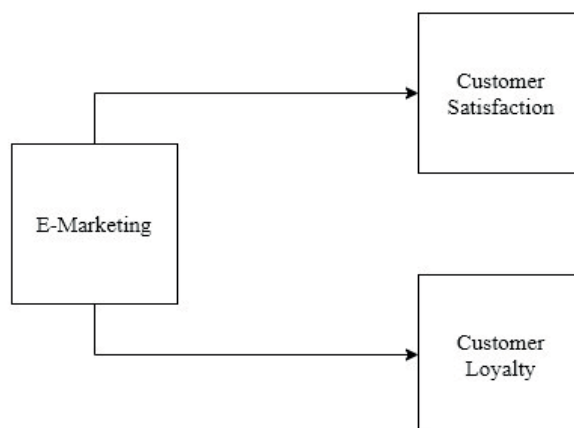 Customer
Satisfaction
E-Marketing
Customer
Loyalty